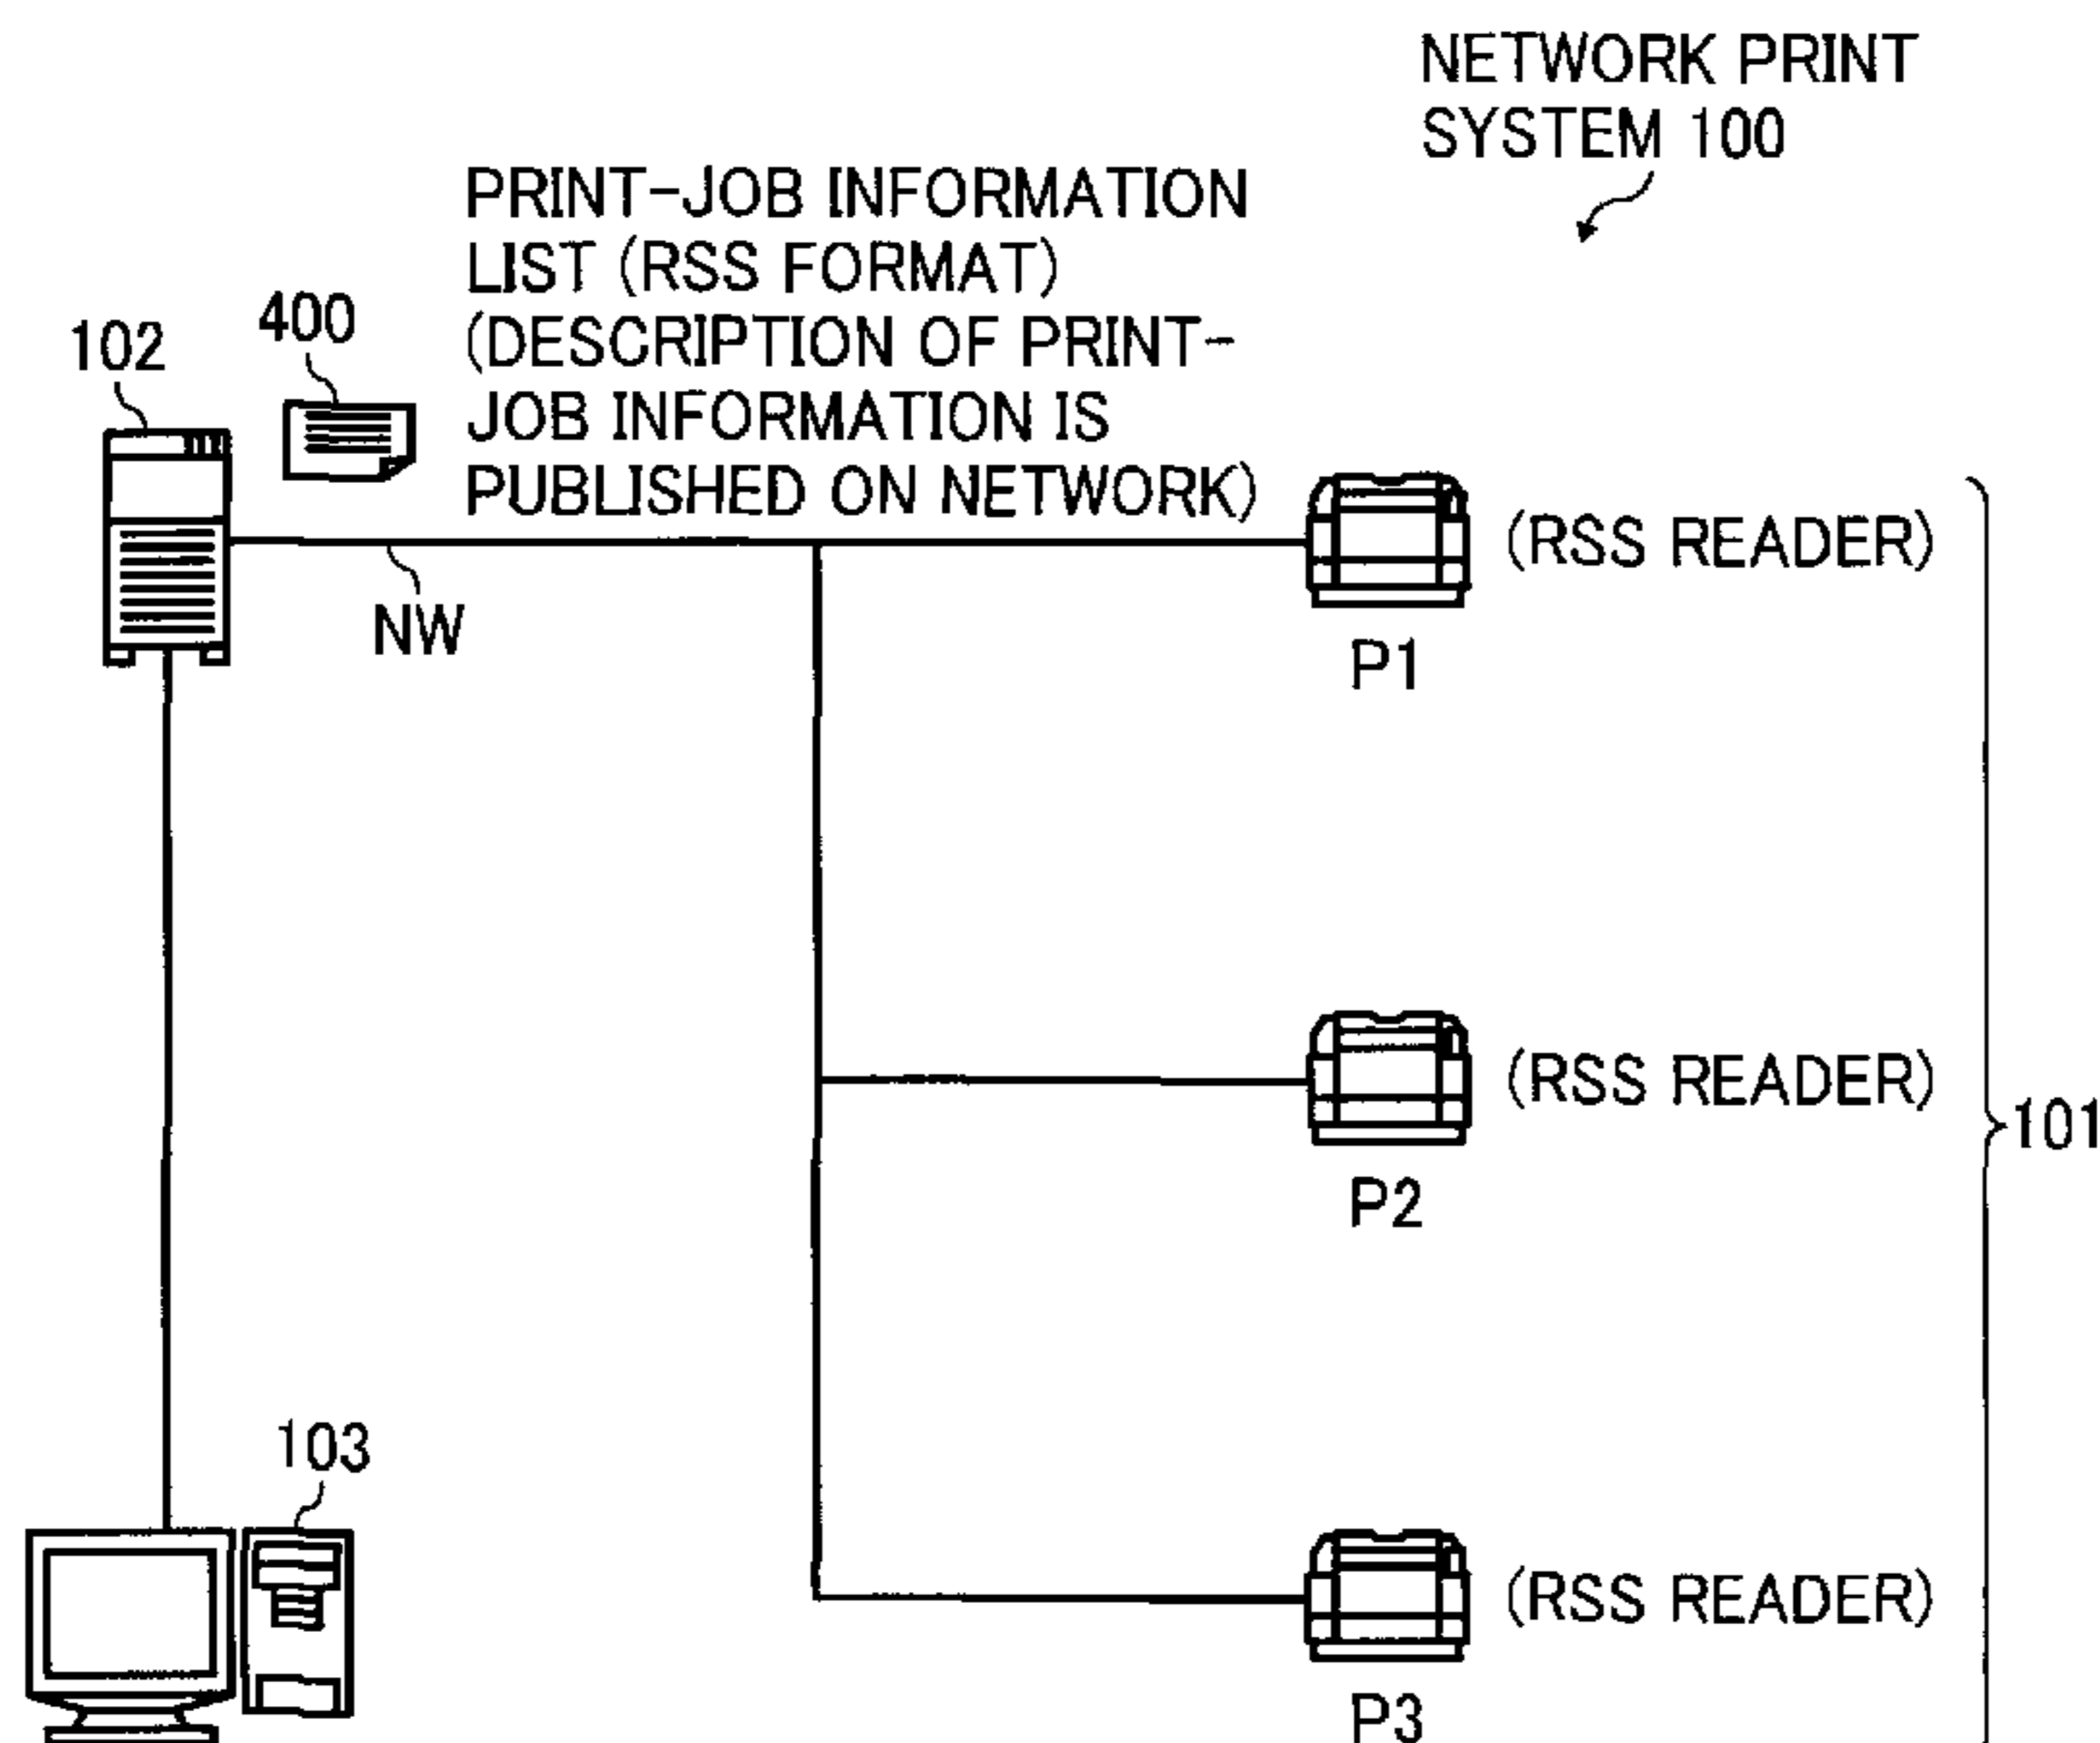 NETWORK PRINT
SYSTEM 100
PRINT-JOB INFORMATION
LIST (RSS FORMAT)
(DESCRIPTION OF PRINT-
JOB INFORMATION IS
PUBLISHED ON NETWORK)
102
400
NW
(RSS READER)
P1
(RSS READER)
P2
101
103
(RSS READER)
P3